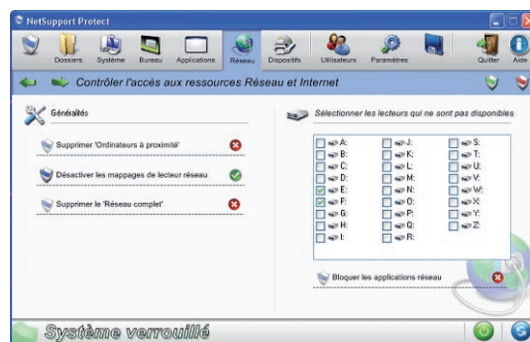 NetSupport Protect
Dossiers Système Bureau Applications Réseau Dispositifs Utilisateurs Paramètres Quitter Aide
Contrôler l'accès aux ressources Réseau et Internet
Généralités
Supprimer 'Ordinateurs à proximité'
Désactiver les mappages de lecteur réseau
Supprimer le 'Réseau complet'
Sélectionner les lecteurs qui ne sont pas disponibles
A: J: S:
B: K: T:
C: L: U:
D: M: V:
E: N: W:
F: O: X:
G: P: Y:
H: Q: Z:
I: R:
Bloquer les applications réseau
Système verrouillé